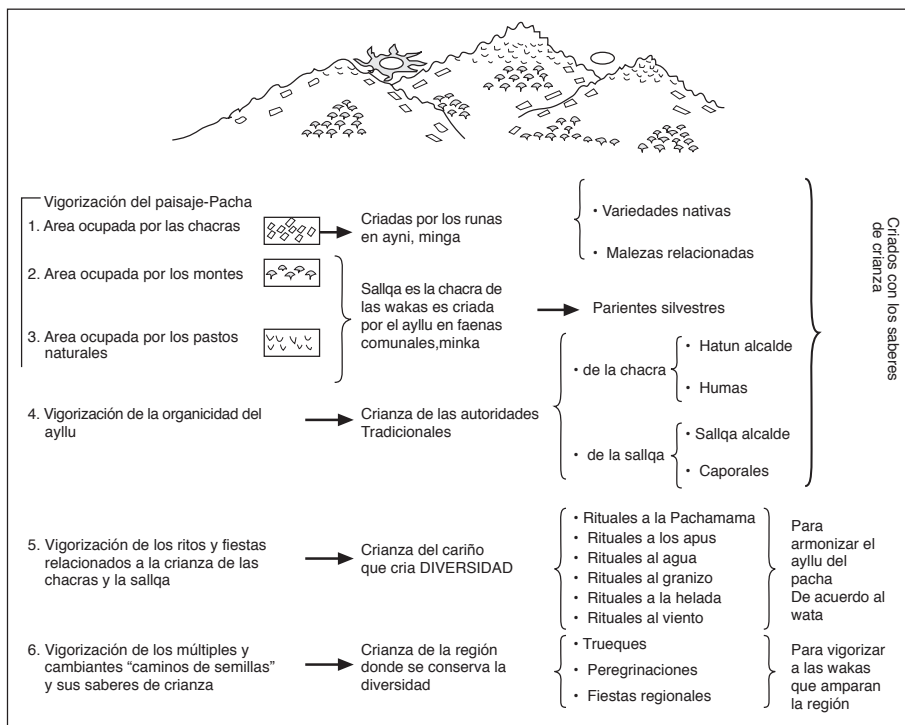 Vigorización del paisaje-Pacha
1. Area ocupada por las chacras
Criadas por los runas
en ayni, minga
• Variedades nativas
• Malezas relacionadas
2. Area ocupada por los montes
3. Area ocupada por los pastos
naturales
Sallqa es la chacra de
las wakas es criada
por el ayllu en faenas
comunales,minka
Parientes silvestres
4. Vigorización de la organicidad del
ayllu
Crianza de las autoridades
Tradicionales
• de la chacra
• Hatun alcalde
• Humas
• de la sallqa
• Sallqa alcalde
• Caporales
Criados con los saberes
de crianza
5. Vigorización de los ritos y fiestas
relacionados a la crianza de las
chacras y la sallqa
Crianza del cariño
que cria DIVERSIDAD
• Rituales a la Pachamama
• Rituales a los apus
• Rituales al agua
• Rituales al granizo
• Rituales a la helada
• Rituales al viento
Para
armonizar el
ayllu del
pacha
De acuerdo al
wata
6. Vigorización de los múltiples y
cambiantes “caminos de semillas”
y sus saberes de crianza
Crianza de la región
donde se conserva la
diversidad
• Trueques
• Peregrinaciones
• Fiestas regionales
Para vigorizar
a las wakas
que amparan
la región